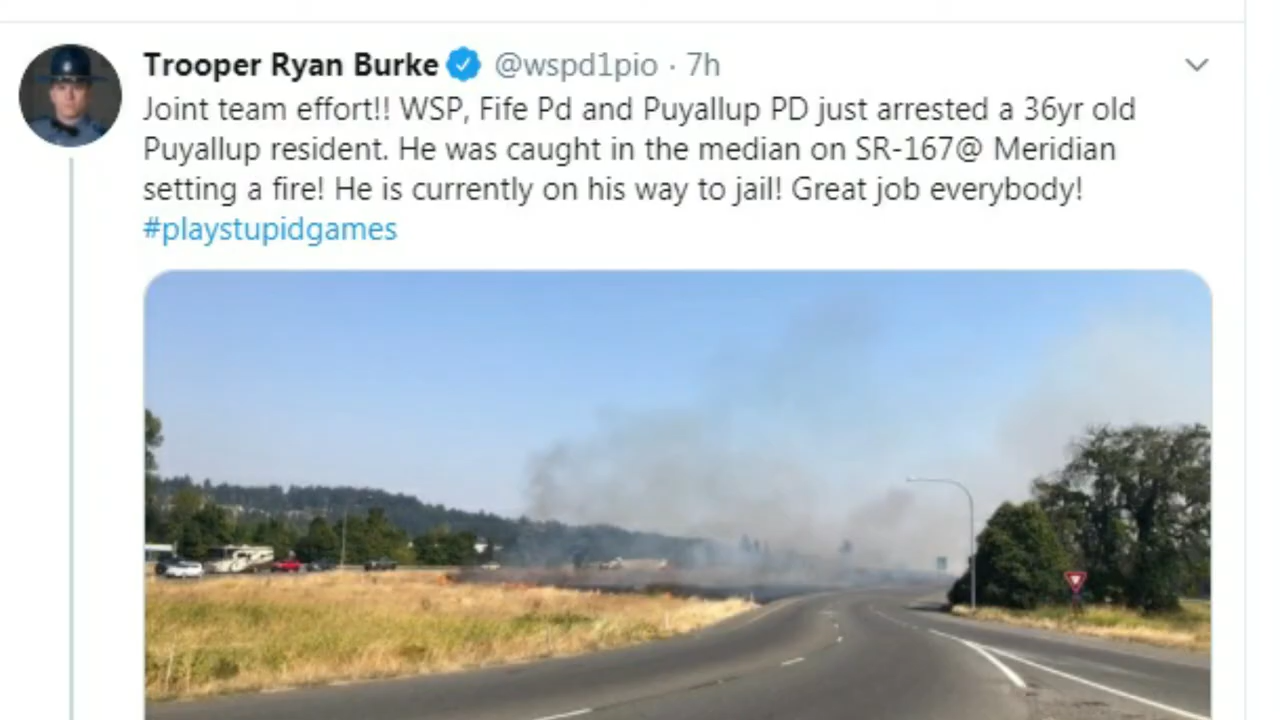 Trooper Ryan Burke @wspd1pio · 7h
Joint team effort!! WSP, Fife Pd and Puyallup PD just arrested a 36yr old
Puyallup resident. He was caught in the median on SR-167@ Meridian
setting a fire! He is currently on his way to jail! Great job everybody!
#playstupidgames